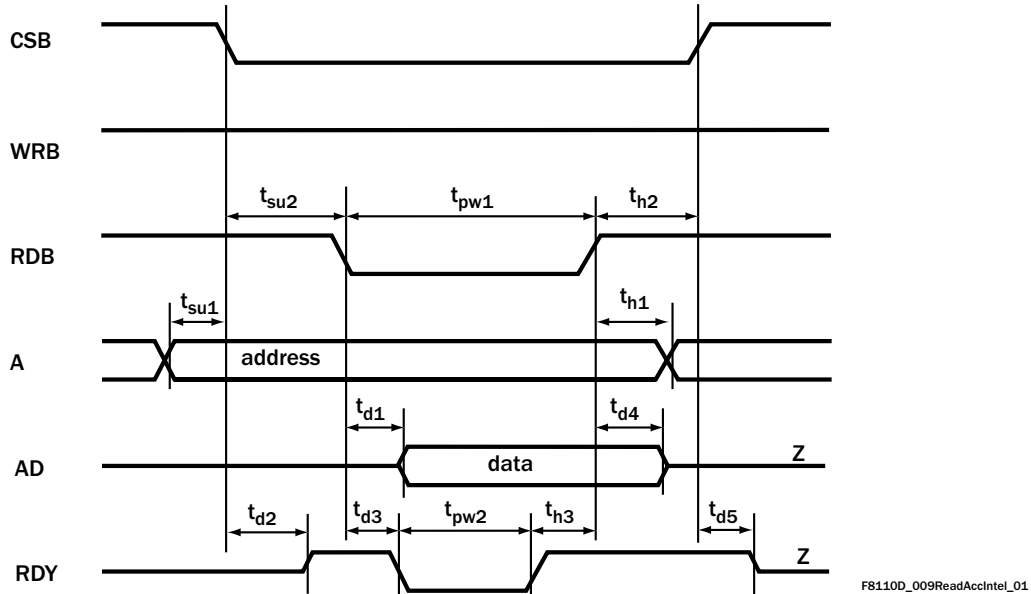 CSB
WRB
tsu2 tpw1 th2
RDB
tsu1 th1
A address
td1 td4
AD data Z
td2 td3 tpw2 th3 td5
RDY Z
F8110D_009ReadAccIntel_01